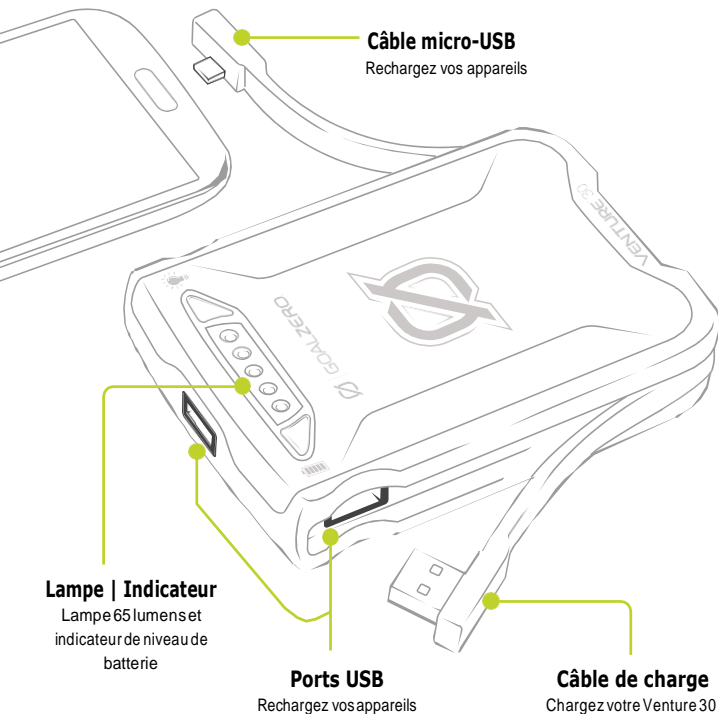 Câble micro-USB
Rechargez vos appareils
VENTURE 30
GOALZERO
Lampe | Indicateur
Lampe 65 lumens et
indicateur de niveau de
batterie
Ports USB
Rechargez vos appareils
Câble de charge
Chargez votre Venture 30